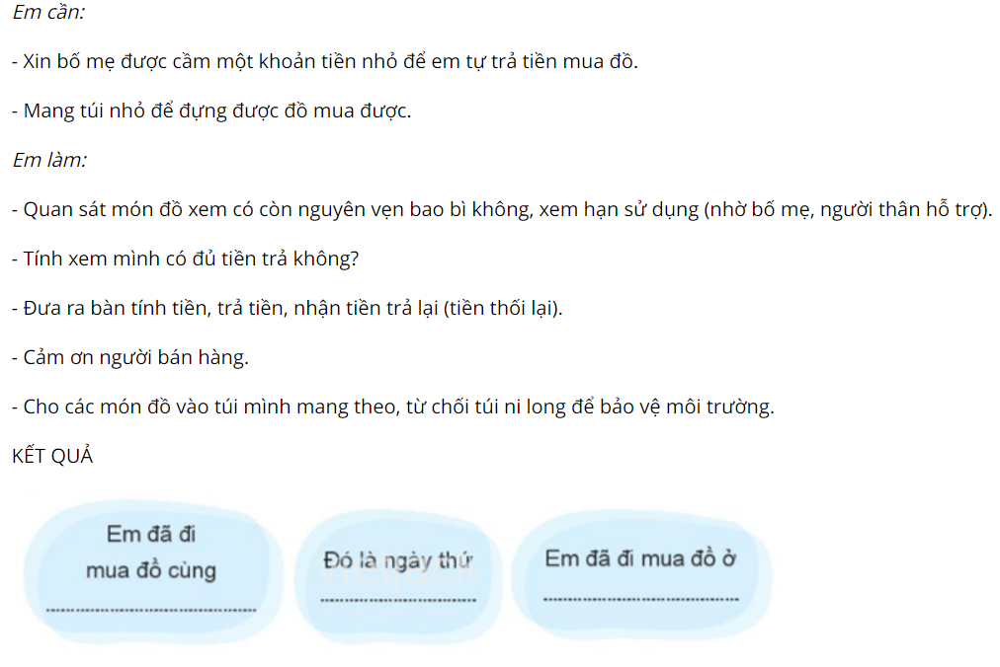 Em cần:
- Xin bố mẹ được cầm một khoản tiền nhỏ để em tự trả tiền mua đồ.
- Mang túi nhỏ để đựng được đồ mua được.
Em làm:
- Quan sát món đồ xem có còn nguyên vẹn bao bì không, xem hạn sử dụng (nhờ bố mẹ, người thân hỗ trợ).
- Tính xem mình có đủ tiền trả không?
- Đưa ra bàn tính tiền, trả tiền, nhận tiền trả lại (tiền thối lại).
- Cảm ơn người bán hàng.
- Cho các món đồ vào túi mình mang theo, từ chối túi ni long để bảo vệ môi trường.
KẾT QUẢ
Em đã đi
mua đồ cùng
Đó là ngày thứ
Em đã đi mua đồ ở